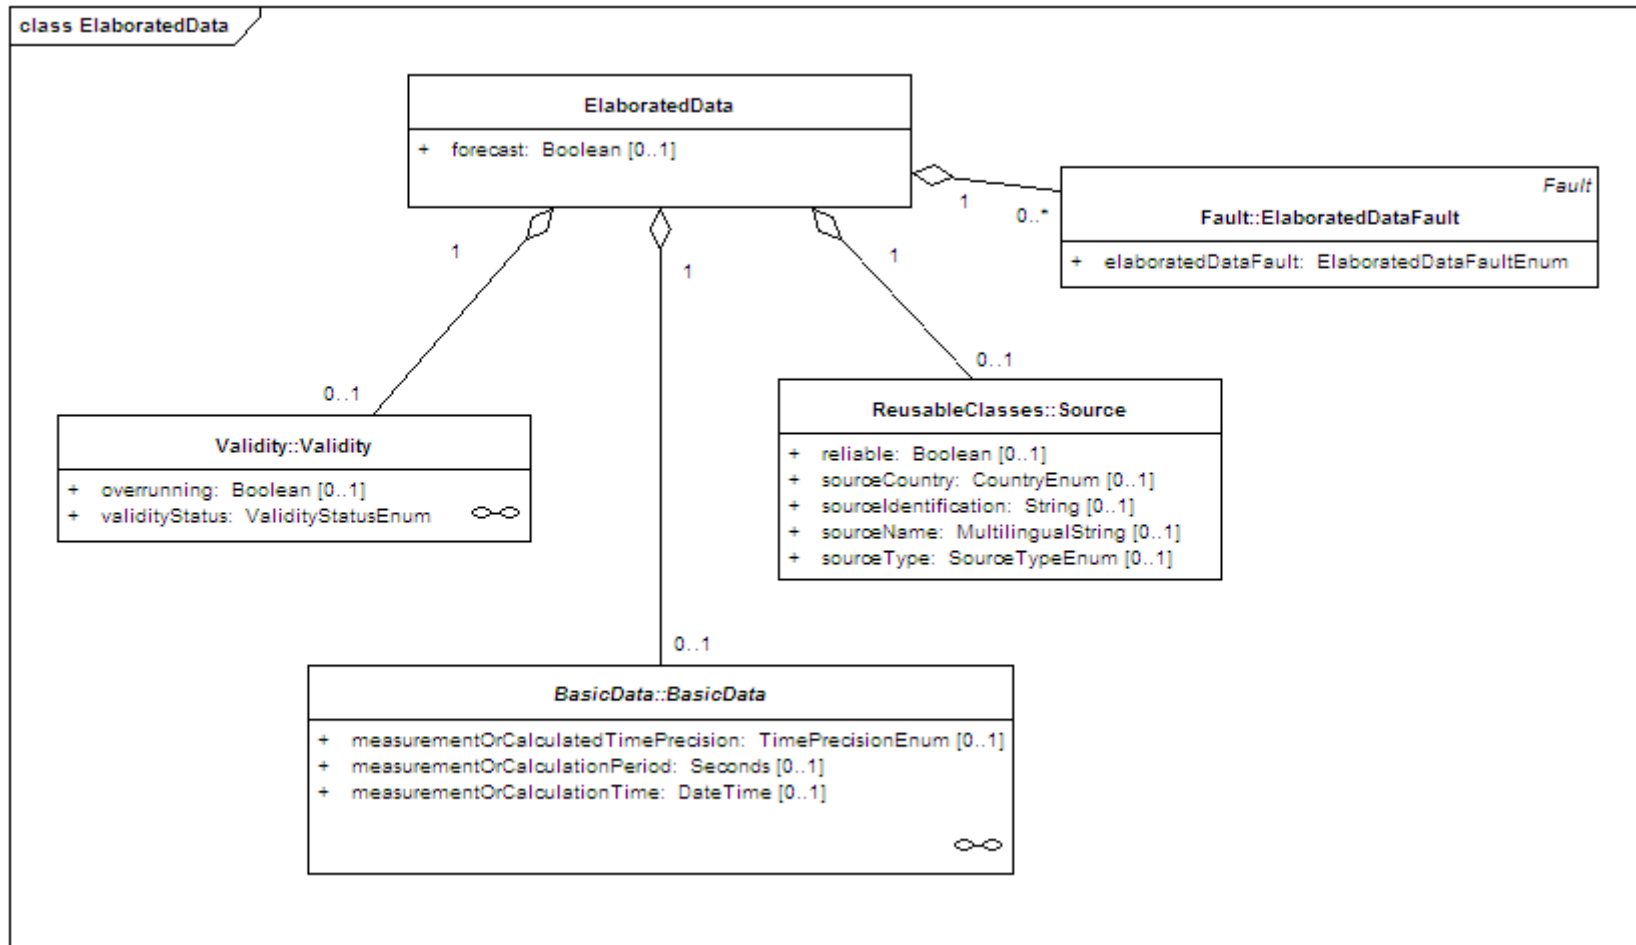 class ElaboratedData
ElaboratedData
+ forecast: Boolean [0..1]
1
0..*
Fault
Fault::ElaboratedDataFault
+ elaboratedDataFault: ElaboratedDataFaultEnum
1
1
1
0..1
0..1
Validity::Validity
+ overrunning: Boolean [0..1]
+ validityStatus: ValidityStatusEnum
ReusableClasses::Source
+ reliable: Boolean [0..1]
+ sourceCountry: CountryEnum [0..1]
+ sourceIdentification: String [0..1]
+ sourceName: MultilingualString [0..1]
+ sourceType: SourceTypeEnum [0..1]
0..1
BasicData::BasicData
+ measurementOrCalculatedTimePrecision: TimePrecisionEnum [0..1]
+ measurementOrCalculationPeriod: Seconds [0..1]
+ measurementOrCalculationTime: DateTime [0..1]